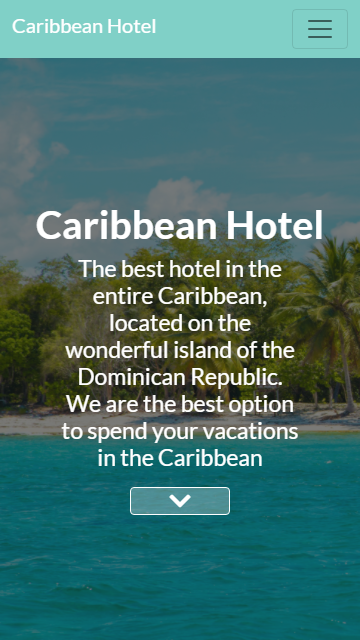 Caribbean Hotel
Caribbean Hotel
The best hotel in the
entire Caribbean,
located on the
wonderful island of the
Dominican Republic.
We are the best option
to spend your vacations
in the Caribbean